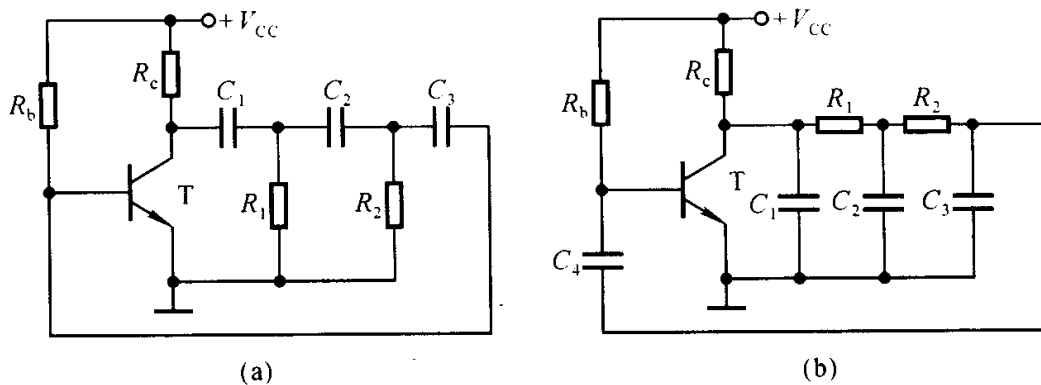 +V_CC
R_c
C_1
C_2
C_3
R_b
T
R_1
R_2
(a)
+V_CC
R_c
R_1
R_2
R_b
T
C_1
C_2
C_3
C_4
(b)